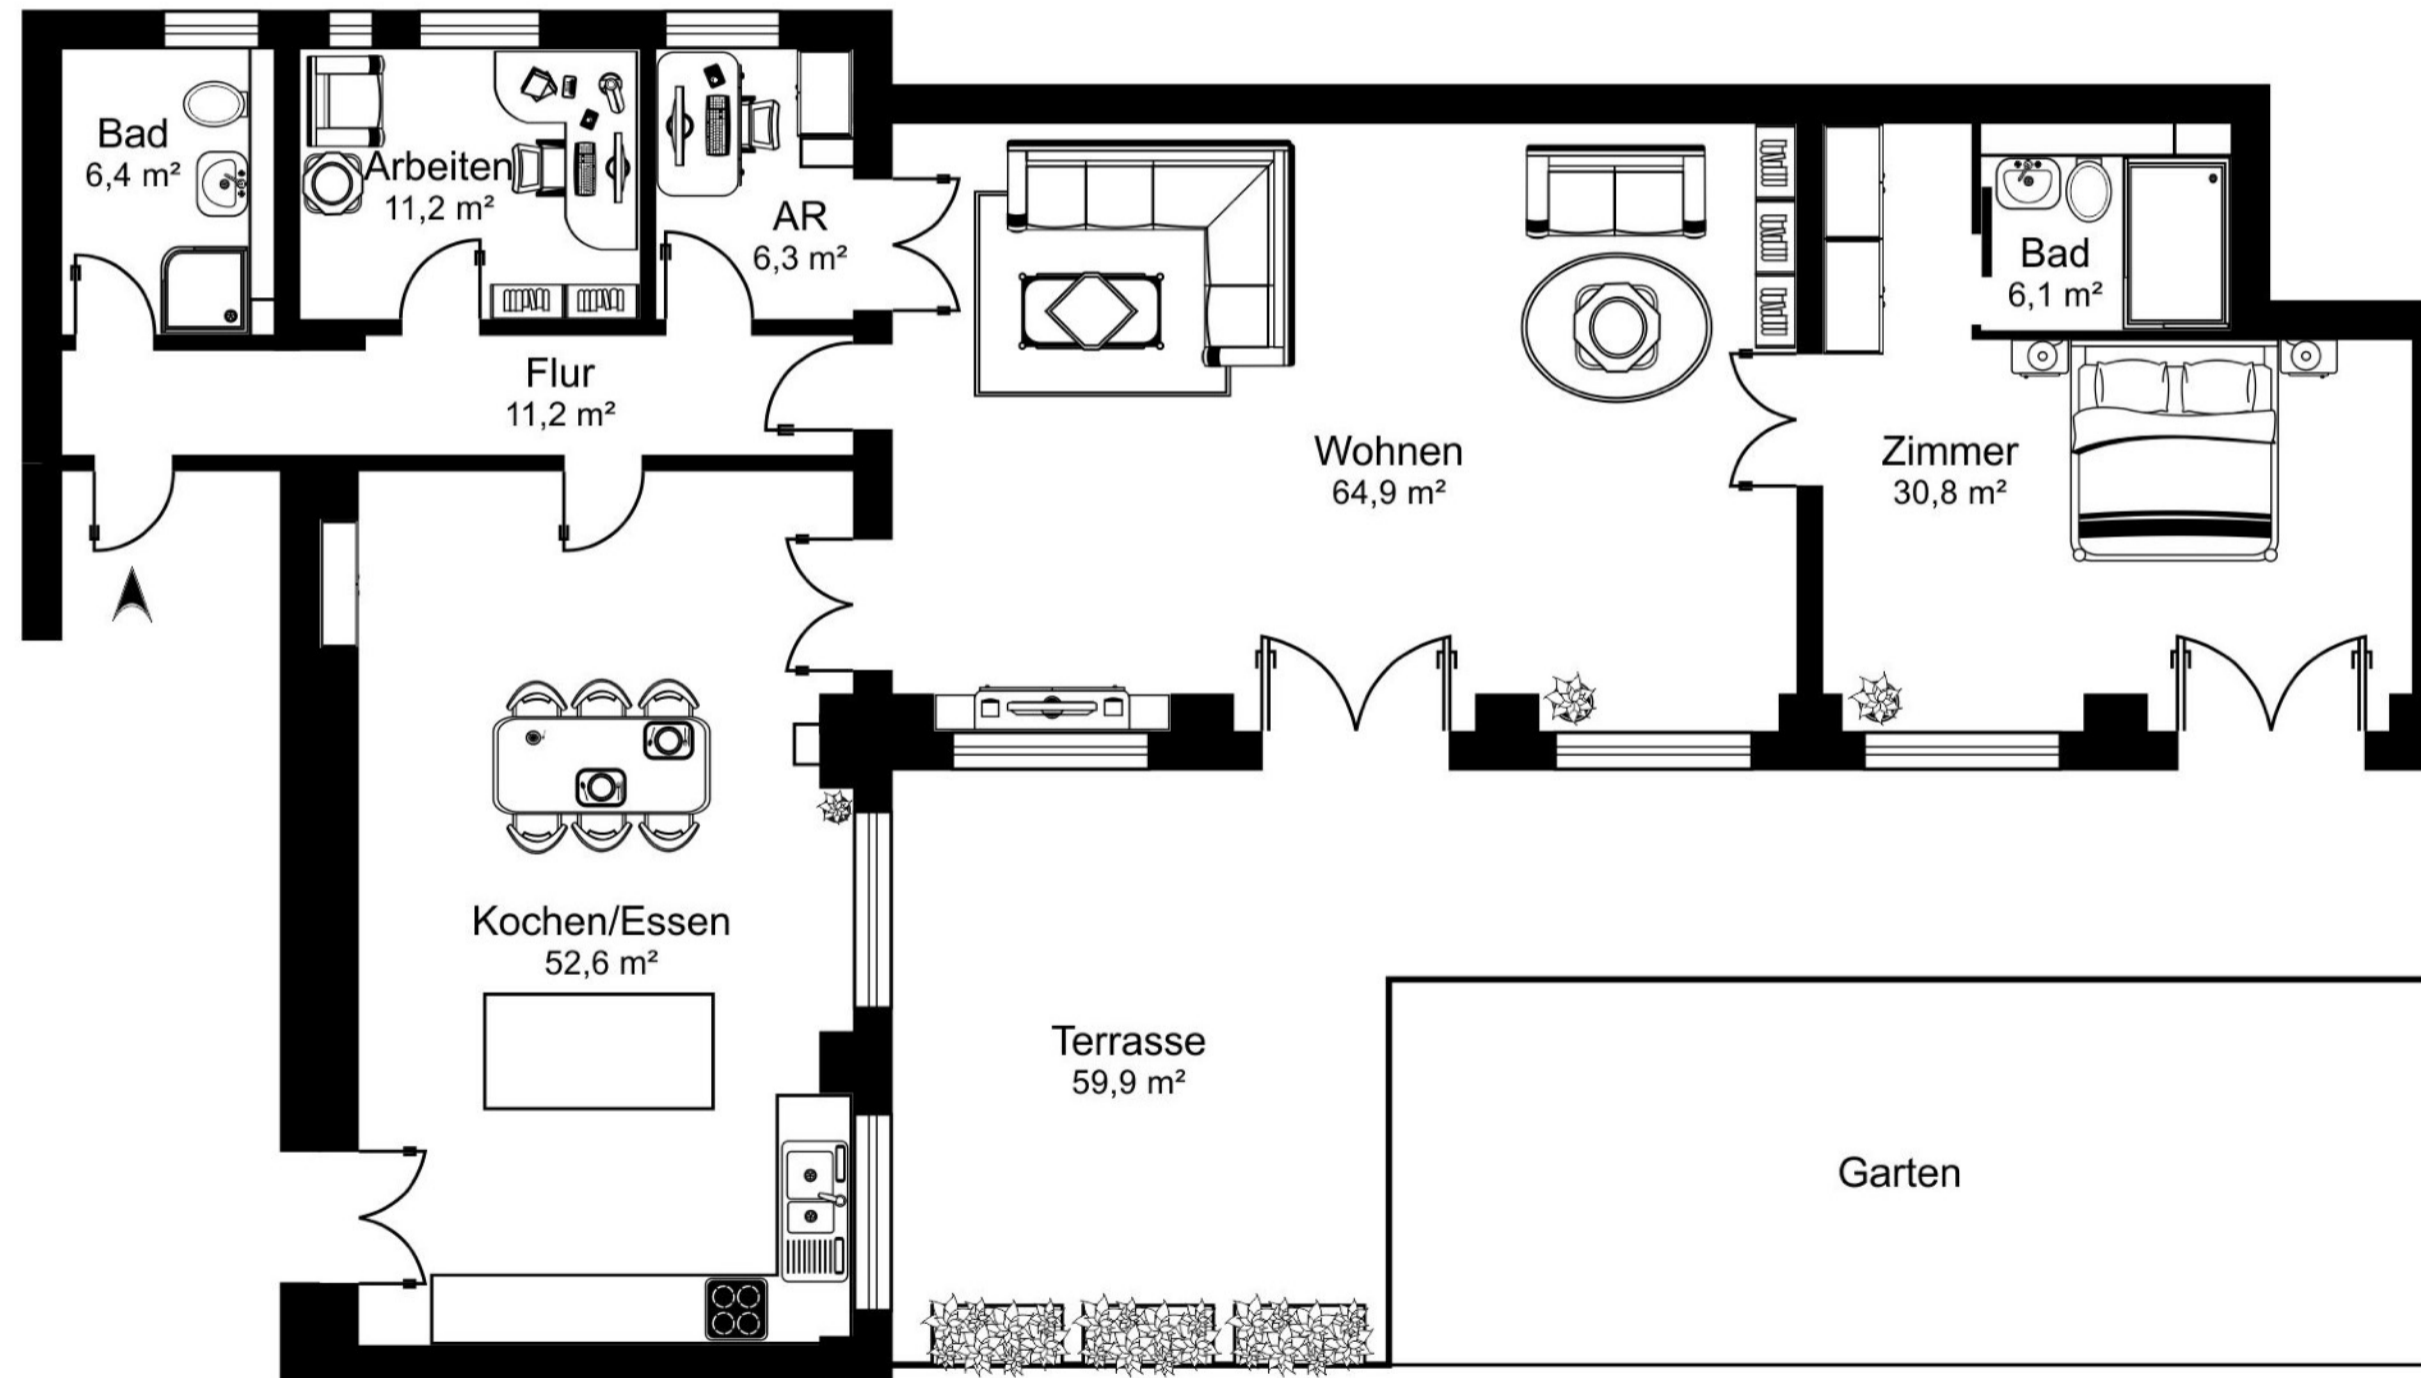 Bad
6,4 m²
Arbeiten
11,2 m²
AR
6,3 m²
Bad
6,1 m²
Flur
11,2 m²
Wohnen
64,9 m²
Zimmer
30,8 m²
Kochen/Essen
52,6 m²
Terrasse
59,9 m²
Garten